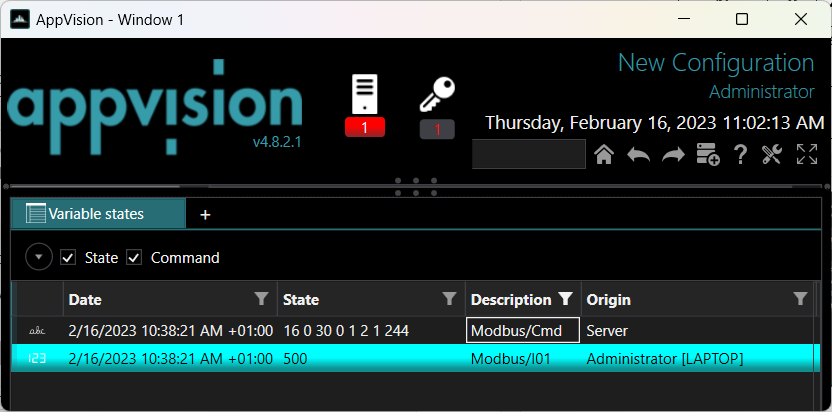 AppVision - Window 1
appvision
v4.8.2.1
1
1
New Configuration
Administrator
Thursday, February 16, 2023 11:02:13 AM
?
Variable states
+
State
Command
Date State Description Origin
abc 2/16/2023 10:38:21 AM +01:00 16 0 30 0 1 2 1 244 Modbus/Cmd Server
123 2/16/2023 10:38:21 AM +01:00 500 Modbus/I01 Administrator [LAPTOP]